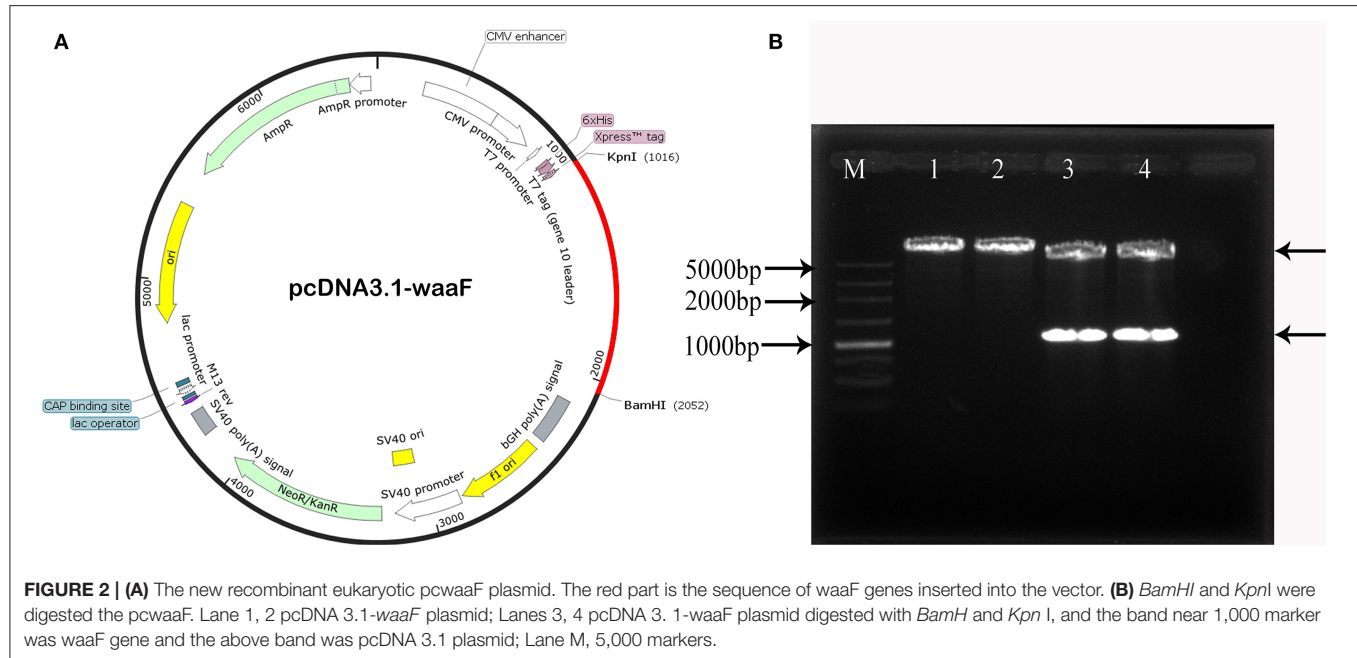 A
B
CMV enhancer
6000
AmpR promoter
AmpR
CMV promoter
T7 promoter
1000
6xHis
Xpress™ tag
KpnI (1016)
T7 tag (gene 10 leader)
ori
5000
pcDNA3.1-waaF
lac promoter
M13 rev
CAP binding site
lac operator
SV40 poly(A) signal
NeoR/KanR
4000
SV40 ori
SV40 promoter
3000
f1 ori
bGH poly(A) signal
2000
BamHI (2052)
M 1 2 3 4
5000bp
2000bp
1000bp
FIGURE 2 | (A) The new recombinant eukaryotic pcwaaF plasmid. The red part is the sequence of waaF genes inserted into the vector. (B) BamHI and KpnI were
digested the pcwaaF. Lane 1, 2 pcDNA 3.1-waaF plasmid; Lanes 3, 4 pcDNA 3. 1-waaF plasmid digested with BamH and Kpn I, and the band near 1,000 marker
was waaF gene and the above band was pcDNA 3.1 plasmid; Lane M, 5,000 markers.